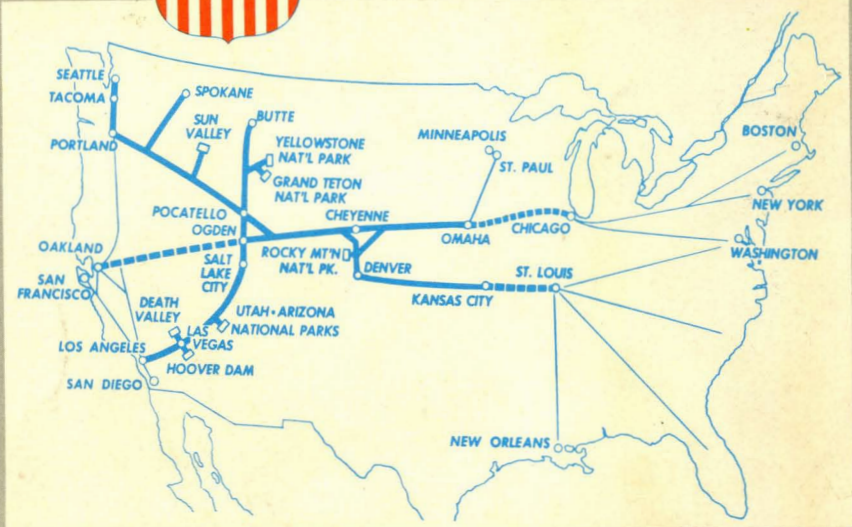 SEATTLE
TACOMA
PORTLAND
SPOKANE
SUN
VALLEY
BUTTE
YELLOWSTONE
NAT'L PARK
GRAND TETON
NAT'L PARK
POCATELLO
OGDEN
SALT
LAKE
CITY
CHEYENNE
ROCKY MT'N
NAT'L PK.
DENVER
MINNEAPOLIS
ST. PAUL
OMAHA
CHICAGO
BOSTON
NEW YORK
WASHINGTON
OAKLAND
SAN
FRANCISCO
DEATH
VALLEY
LAS
VEGAS
UTAH•ARIZONA
NATIONAL PARKS
LOS ANGELES
HOOVER DAM
SAN DIEGO
KANSAS CITY
ST. LOUIS
NEW ORLEANS